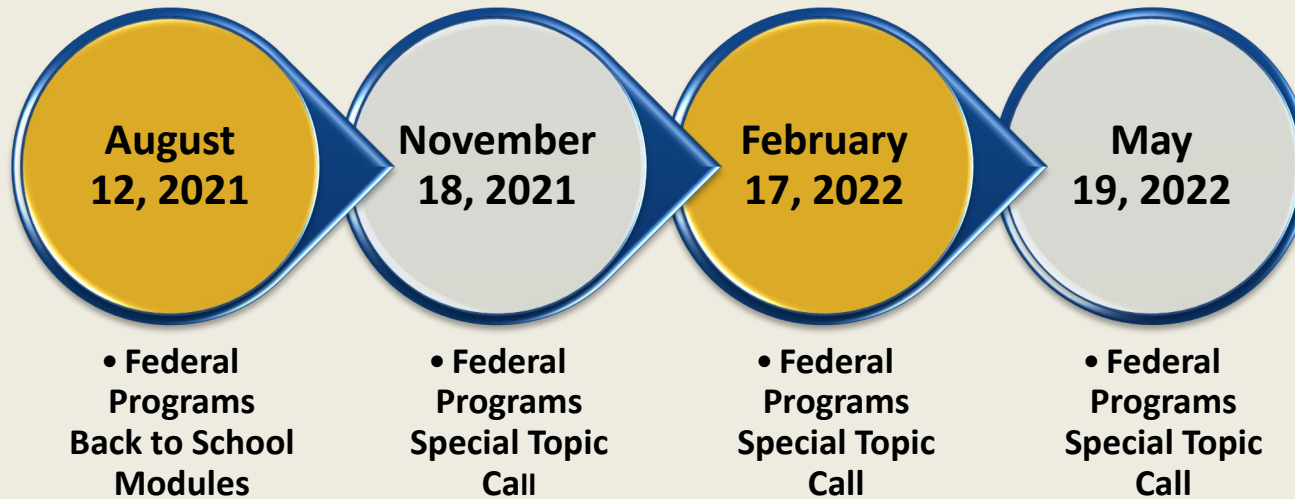 August
12, 2021
November
18, 2021
February
17, 2022
May
19, 2022
• Federal
Programs
Back to School
Modules
• Federal
Programs
Special Topic
Call
• Federal
Programs
Special Topic
Call
• Federal
Programs
Special Topic
Call